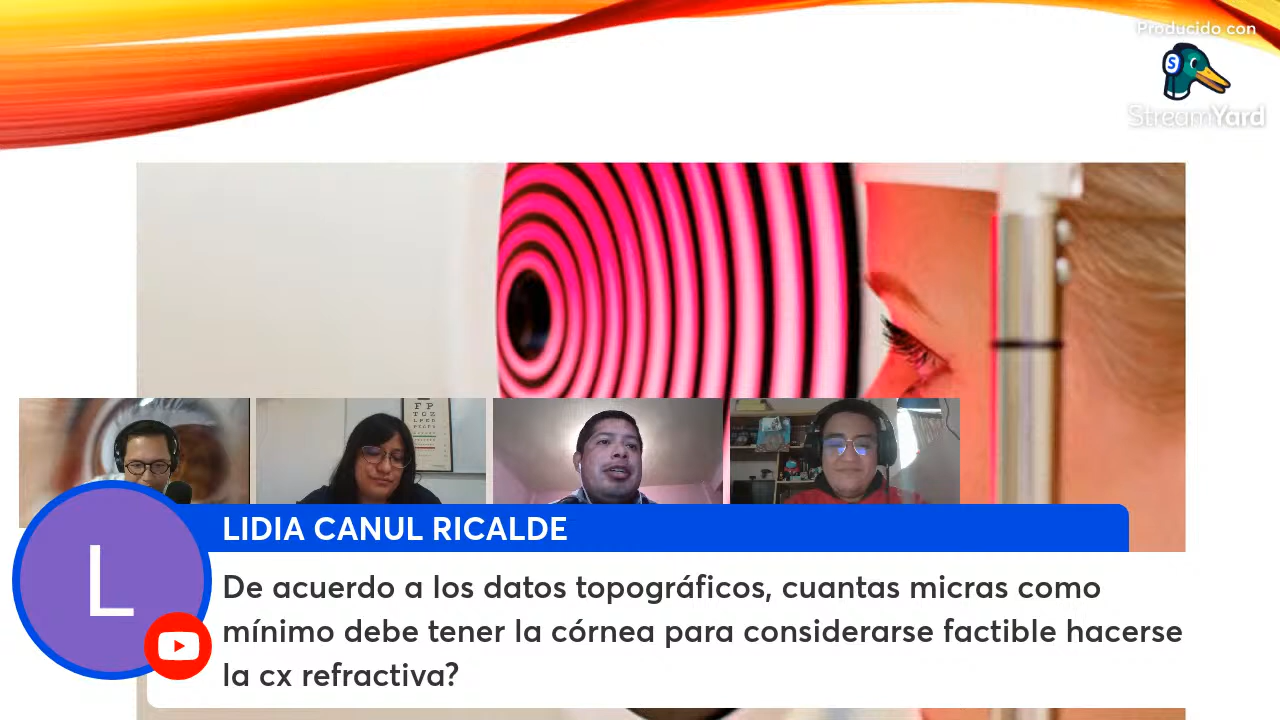 Producido con
S
StreamYard
F P
T O Z
L P E D
LIDIA CANUL RICALDE
L
De acuerdo a los datos topográficos, cuantas micras como
mínimo debe tener la córnea para considerarse factible hacerse
la cx refractiva?